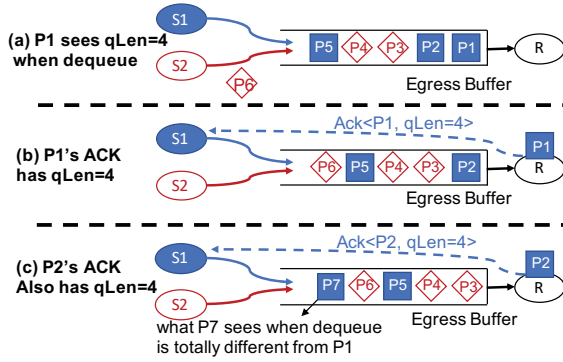 S1
(a) P1 sees qLen=4
when dequeue
S2
P6
P5 P4 P3 P2 P1
R
Egress Buffer
S1
Ack<P1, qLen=4>
P1
(b) P1's ACK
has qLen=4
P6 P5 P4 P3 P2
R
S2
Egress Buffer
S1
Ack<P2, qLen=4>
P2
(c) P2's ACK
Also has qLen=4
P7 P6 P5 P4 P3
R
S2
Egress Buffer
what P7 sees when dequeue
is totally different from P1